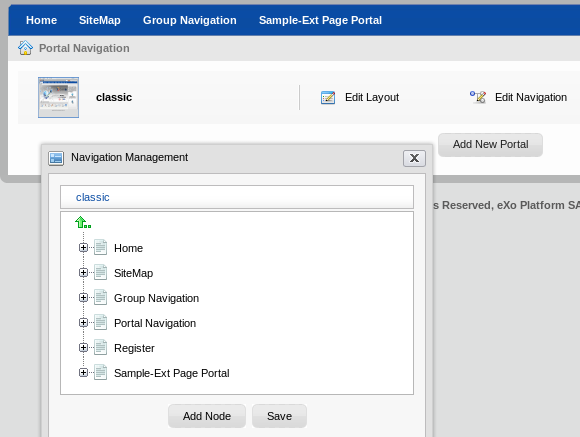 Home SiteMap Group Navigation Sample-Ext Page Portal
Portal Navigation
classic Edit Layout Edit Navigation
Add New Portal
Navigation Management
classic
s Reserved, eXo Platform SA
Home
SiteMap
Group Navigation
Portal Navigation
Register
Sample-Ext Page Portal
Add Node Save